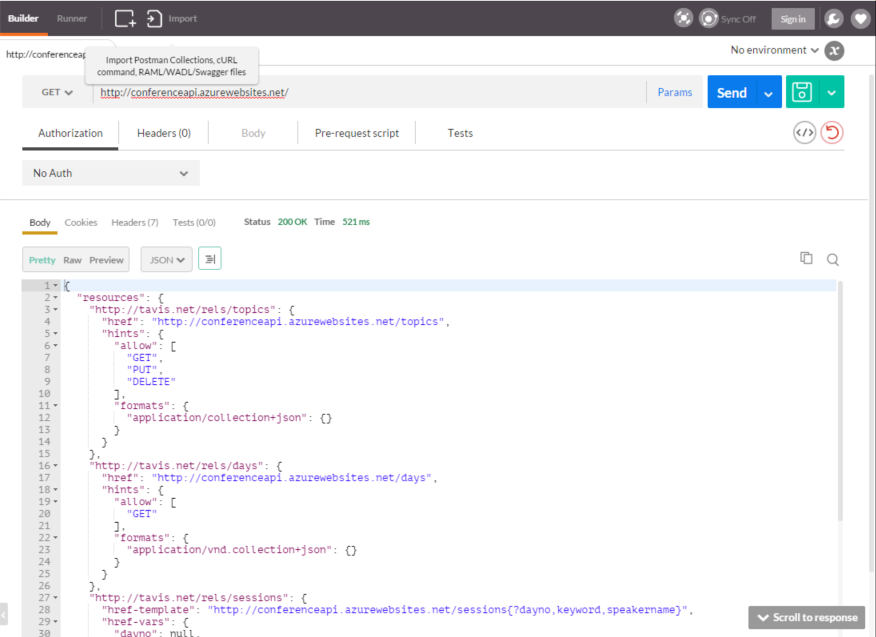 Builder Runner Import Sync Off Sign in
http://conferenceap
Import Postman Collections, cURL
command, RAML/WADL/Swagger files
No environment
GET http://conferenceapi.azurewebsites.net/ Params Send
Authorization Headers (0) Body Pre-request script Tests
No Auth
Body Cookies Headers (7) Tests (0/0) Status 200 OK Time 521 ms
Pretty Raw Preview JSON
1 {
2 "resources": {
3 "http://tavis.net/rels/topics": {
4 "href": "http://conferenceapi.azurewebsites.net/topics",
5 "hints": {
6 "allow": [
7 "GET",
8 "PUT",
9 "DELETE"
10 ],
11 "formats": {
12 "application/collection+json": {}
13 }
14 }
15 },
16 "http://tavis.net/rels/days": {
17 "href": "http://conferenceapi.azurewebsites.net/days",
18 "hints": {
19 "allow": [
20 "GET"
21 ],
22 "formats": {
23 "application/vnd.collection+json": {}
24 }
25 }
26 },
27 "http://tavis.net/rels/sessions": {
28 "href-template": "http://conferenceapi.azurewebsites.net/sessions{?dayno,keyword,speakername}",
29 "href-vars": {
30 "dayno": null,
Scroll to response